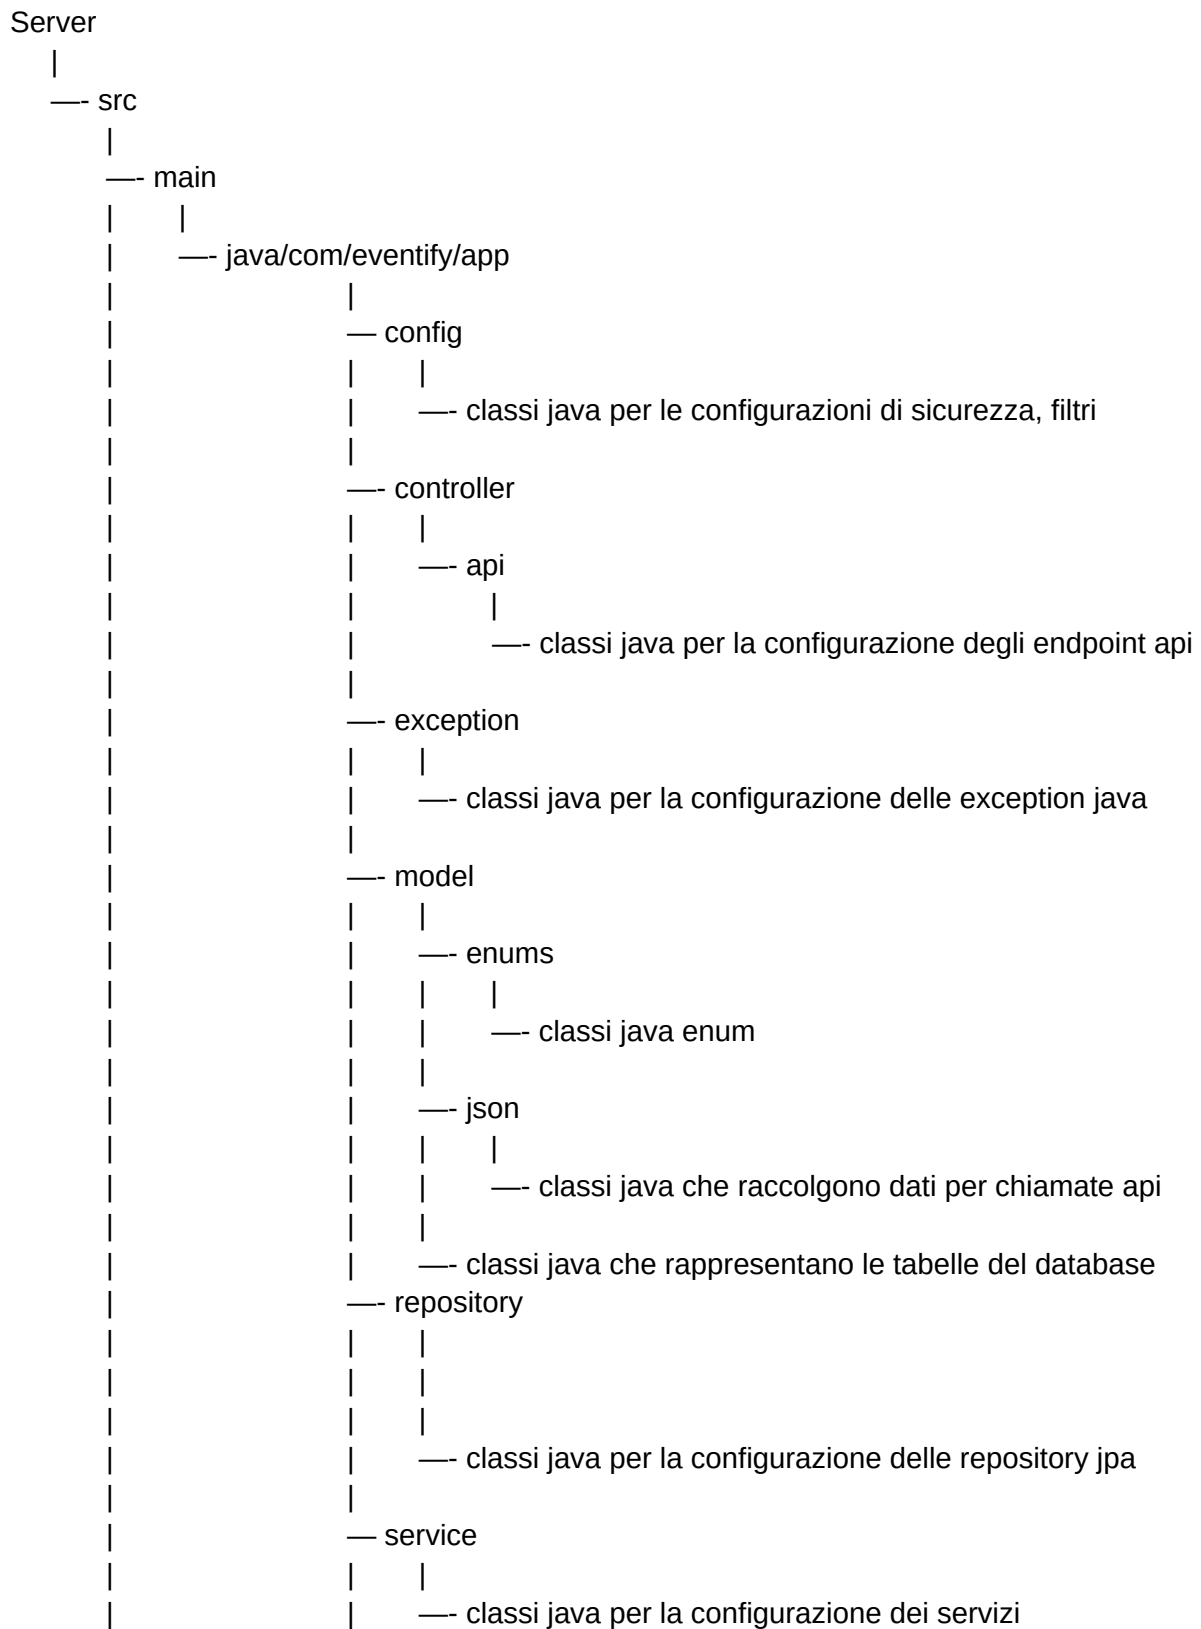 Server
|
—- src
|
—- main
| |
| —- java/com/eventify/app
| |
| — config
| | |
| | —- classi java per le configurazioni di sicurezza, filtri
| |
| —- controller
| | |
| | —- api
| | |
| | —- classi java per la configurazione degli endpoint api
| |
| —- exception
| | |
| | —- classi java per la configurazione delle exception java
| |
| —- model
| | |
| | —- enums
| | | |
| | | —- classi java enum
| | |
| | —- json
| | | |
| | | —- classi java che raccolgono dati per chiamate api
| | |
| | —- classi java che rappresentano le tabelle del database
| —- repository
| | |
| | |
| | |
| | —- classi java per la configurazione delle repository jpa
| |
| — service
| | |
| | —- classi java per la configurazione dei servizi